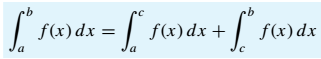 ∫_a^b f(x) dx = ∫_a^c f(x) dx + ∫_c^b f(x) dx